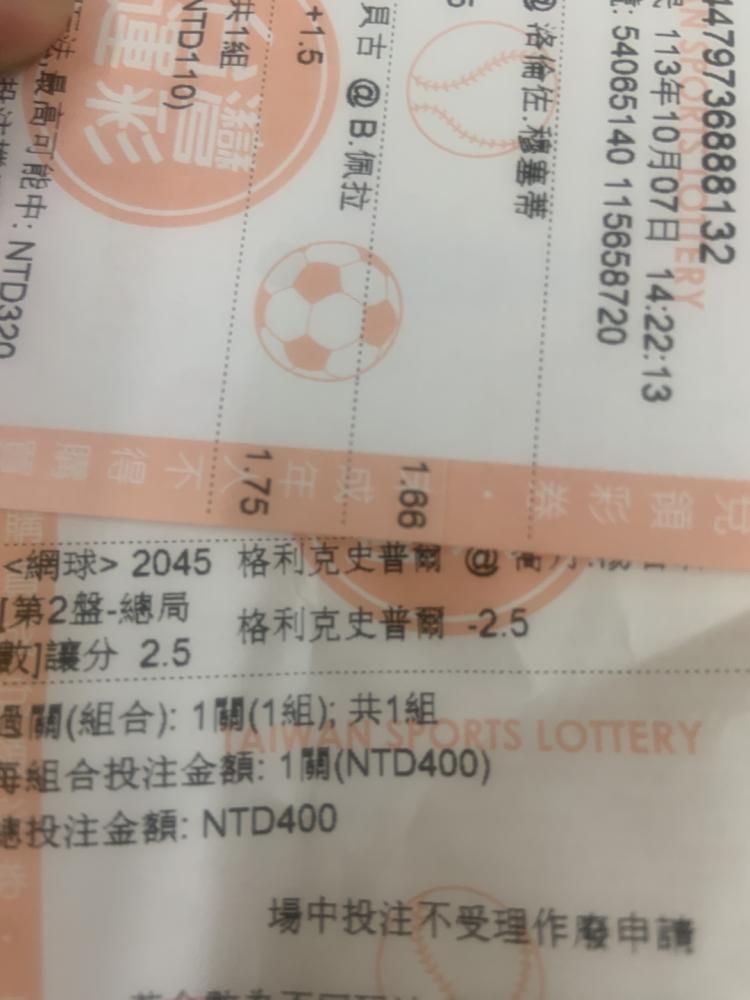 4479736888132
113年10月07日 14:22:13
54065140 115658720
@ 洛倫佐.穆塞蒂
1.66
貝古 @ B.佩拉
+1.5
1.75
共1組
NTD110)
最高可能中: NTD320
台灣
運彩
<網球> 2045 格利克史普爾 @
[第2盤-總局
數]讓分 2.5
格利克史普爾 -2.5
過關(組合): 1關(1組); 共1組
每組合投注金額: 1關(NTD400)
總投注金額: NTD400
TAIWAN SPORTS LOTTERY
場中投注不受理作廢申請